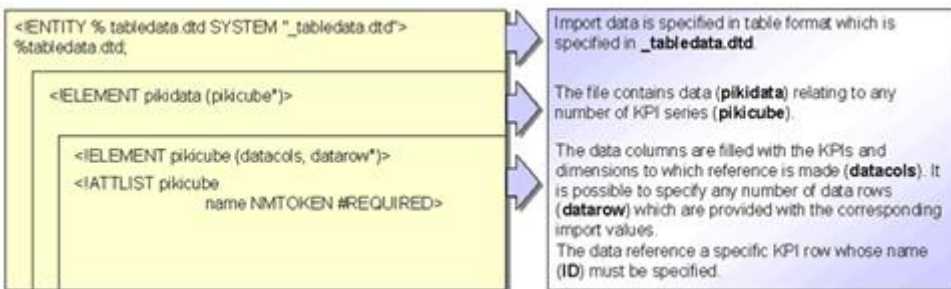 <!ENTITY % tabledata.dtd SYSTEM "_tabledata.dtd">
%tabledata.dtd;
<!ELEMENT pikidata (pikicube*)>
<!ELEMENT pikicube (datacols, datarow*)>
<!ATTLIST pikicube
name NMTOKEN #REQUIRED>
Import data is specified in table format which is
specified in _tabledata.dtd.
The file contains data (pikidata) relating to any
number of KPI series (pikicube).
The data columns are filled with the KPIs and
dimensions to which reference is made (datacols). It
is possible to specify any number of data rows
(datarow) which are provided with the corresponding
import values.
The data reference a specific KPI row whose name
(ID) must be specified.